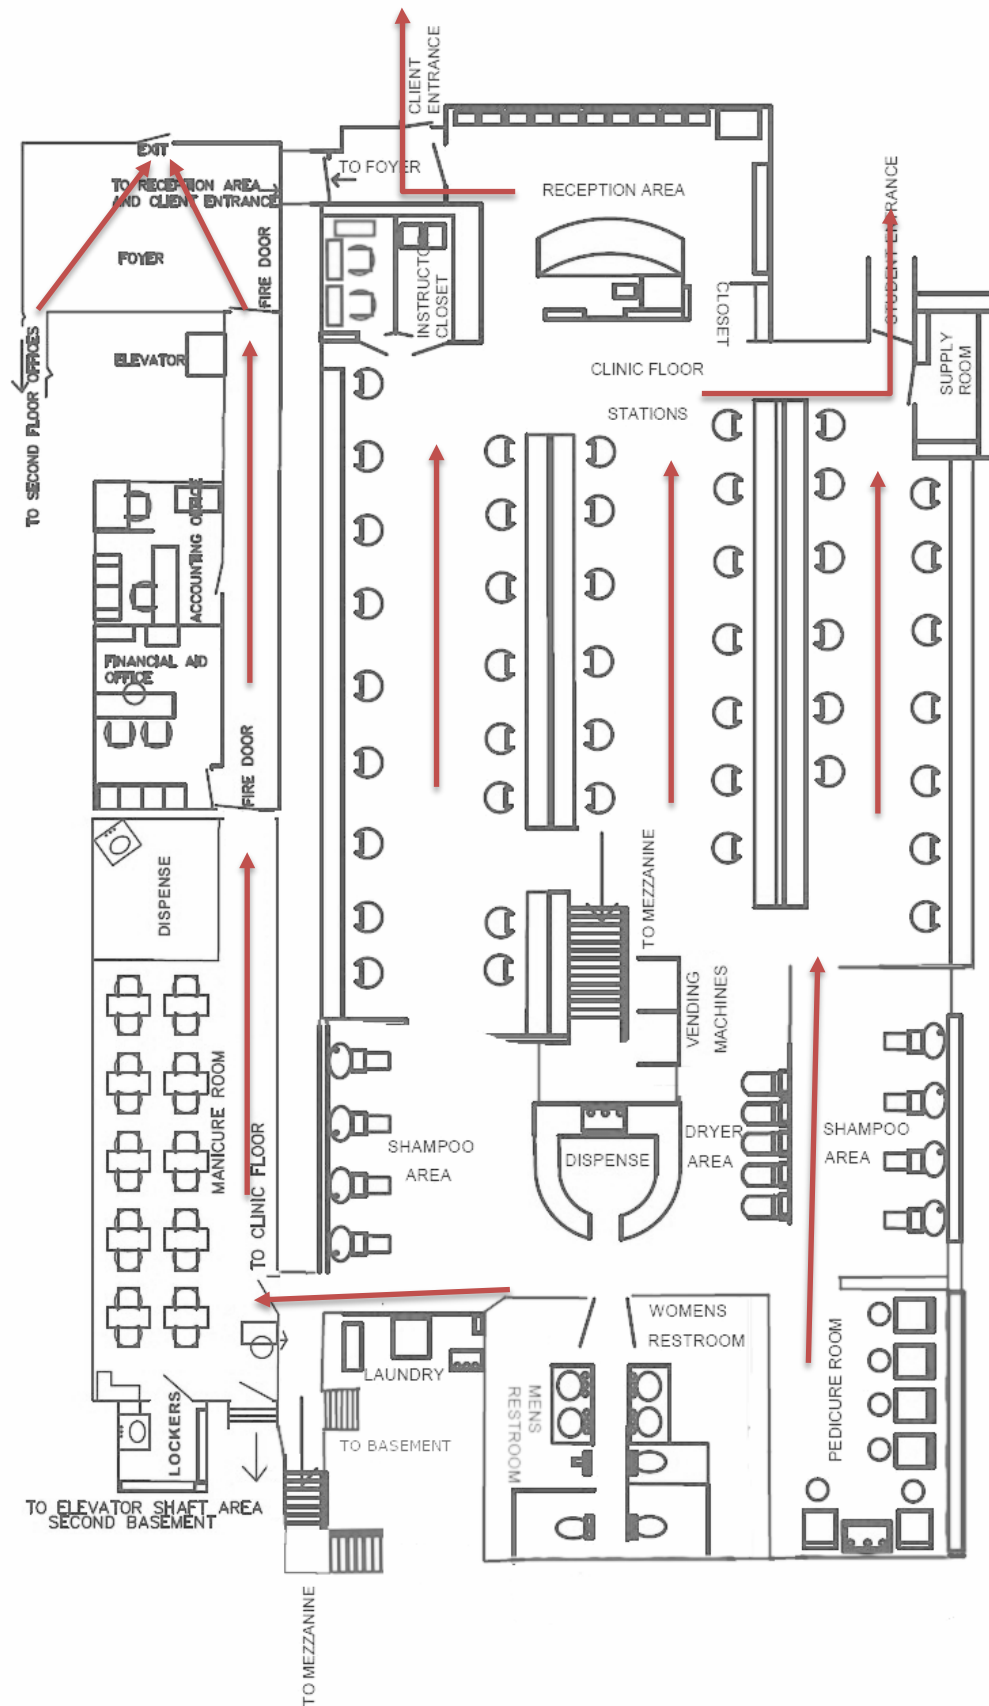 CLIENT
ENTRANCE
EXIT
TO FOYER
TO RECEPTION AREA
AND CLIENT ENTRANCE
RECEPTION AREA
STUDENT ENTRANCE
FOYER
FIRE DOOR
INSTRUCTOR
CLOSET
CLOSET
TO SECOND FLOOR OFFICES
ELEVATOR
CLINIC FLOOR
STATIONS
SUPPLY
ROOM
ACCOUNTING OFFICE
FINANCIAL AID
OFFICE
FIRE DOOR
DISPENSE
TO MEZZANINE
VENDING
MACHINES
MANICURE ROOM
TO CLINIC FLOOR
SHAMPOO
AREA
DISPENSE
DRYER
AREA
SHAMPOO
AREA
WOMENS
RESTROOM
LAUNDRY
MENS
RESTROOM
PEDICURE ROOM
LOCKERS
TO BASEMENT
TO ELEVATOR SHAFT AREA
SECOND BASEMENT
TO MEZZANINE